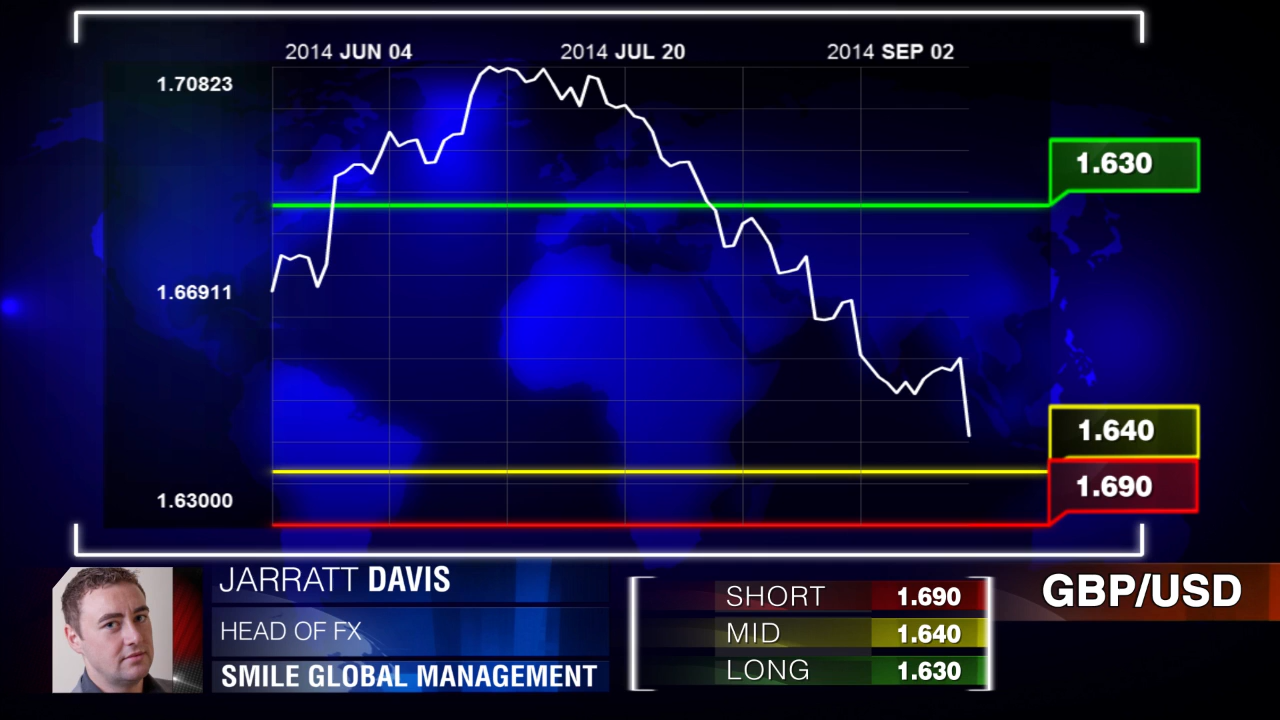 2014 JUN 04
2014 JUL 20
2014 SEP 02
1.70823
1.66911
1.63000
1.630
1.640
1.690
JARRATT DAVIS
HEAD OF FX
SMILE GLOBAL MANAGEMENT
SHORT 1.690
MID 1.640
LONG 1.630
GBP/USD